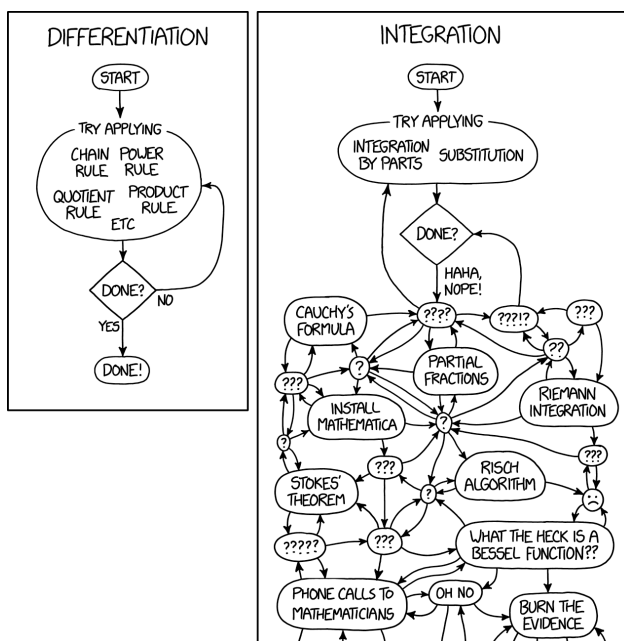 DIFFERENTIATION
START
TRY APPLYING
CHAIN RULE
POWER RULE
QUOTIENT RULE
PRODUCT RULE
ETC
DONE?
NO
YES
DONE!
INTEGRATION
START
TRY APPLYING
INTEGRATION
BY PARTS
SUBSTITUTION
DONE?
HAHA,
NOPE!
CAUCHY'S
FORMULA
????
???!?
???
??
?
PARTIAL
FRACTIONS
???
INSTALL
MATHEMATICA
RIEMANN
INTEGRATION
?
?
???
???
STOKES'
THEOREM
RISCH
ALGORITHM
?
?????
???
WHAT THE HECK IS A
BESSEL FUNCTION??
PHONE CALLS TO
MATHEMATICIANS
OH NO
BURN THE
EVIDENCE